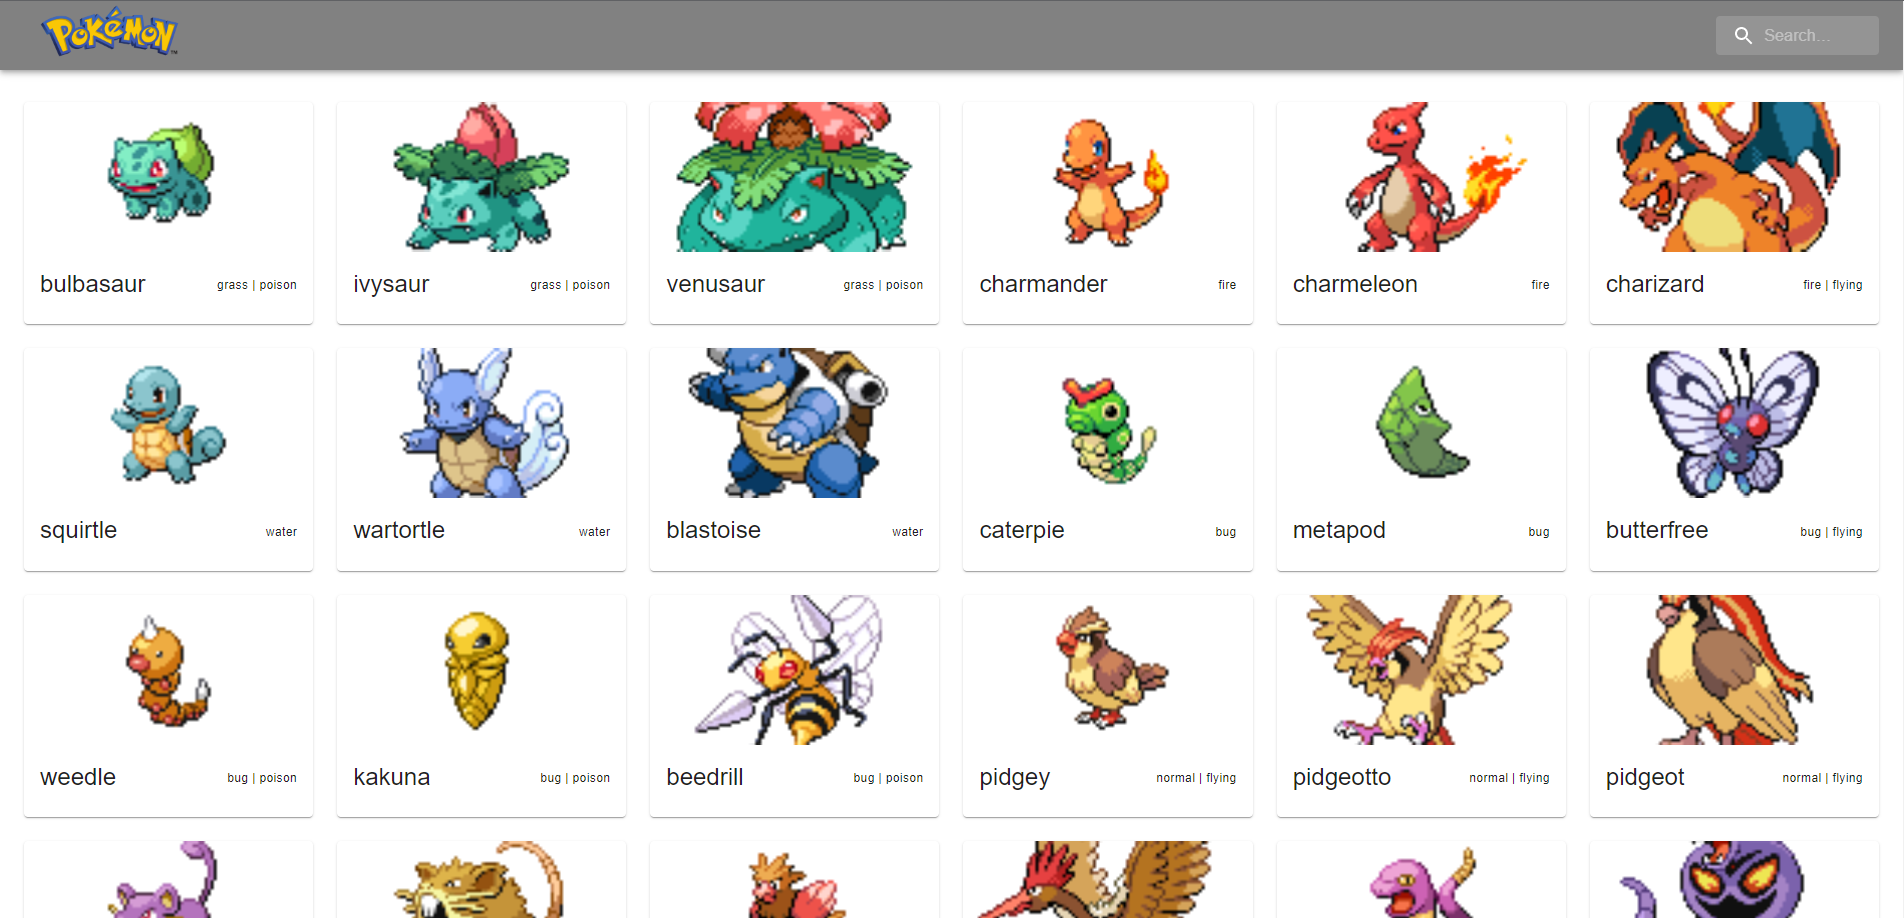 POKéMON™
Search...
bulbasaur grass | poison
ivysaur grass | poison
venusaur grass | poison
charmander fire
charmeleon fire
charizard fire | flying
squirtle water
wartortle water
blastoise water
caterpie bug
metapod bug
butterfree bug | flying
weedle bug | poison
kakuna bug | poison
beedrill bug | poison
pidgey normal | flying
pidgeotto normal | flying
pidgeot normal | flying